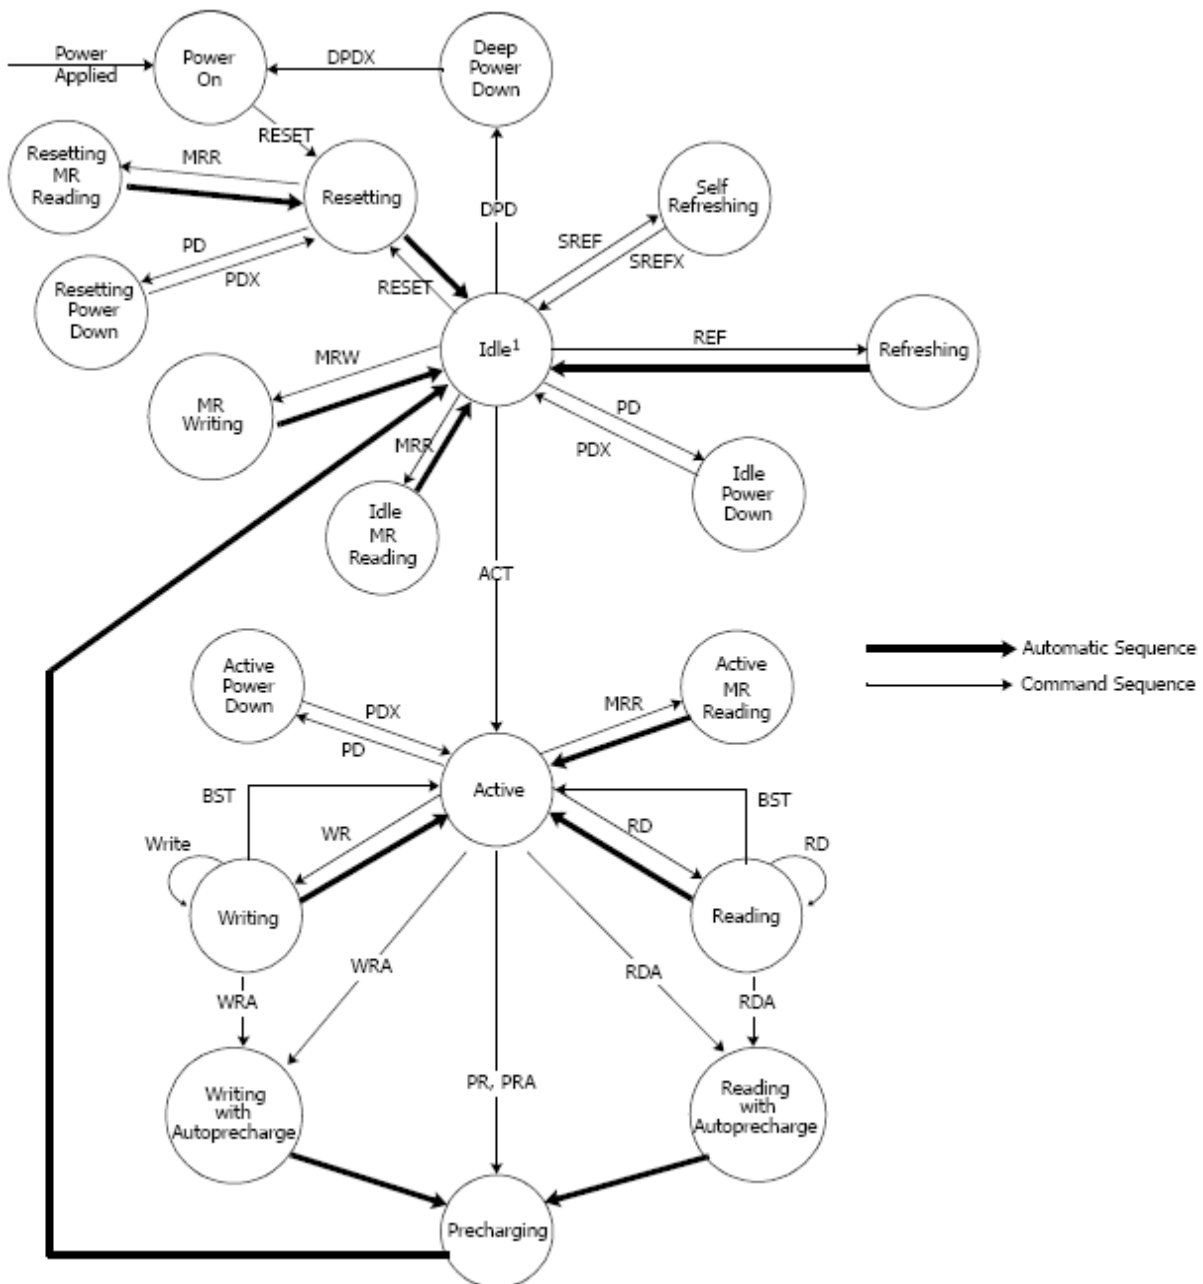 Power
Applied
Power
On
DPDX
Deep
Power
Down
RESET
Resetting
MR
Reading
MRR
Resetting
DPD
Self
Refreshing
SREF
SREFX
PD
PDX
Resetting
Power
Down
RESET
Idle¹
REF
Refreshing
MRW
MR
Writing
MRR
PD
PDX
Idle
MR
Reading
Idle
Power
Down
ACT
Automatic Sequence
Command Sequence
Active
Power
Down
PDX
PD
MRR
Active
MR
Reading
Active
BST
WR
RD
BST
Write
RD
Writing
Reading
WRA
RDA
WRA
RDA
PR, PRA
Writing
with
Autoprecharge
Reading
with
Autoprecharge
Precharging